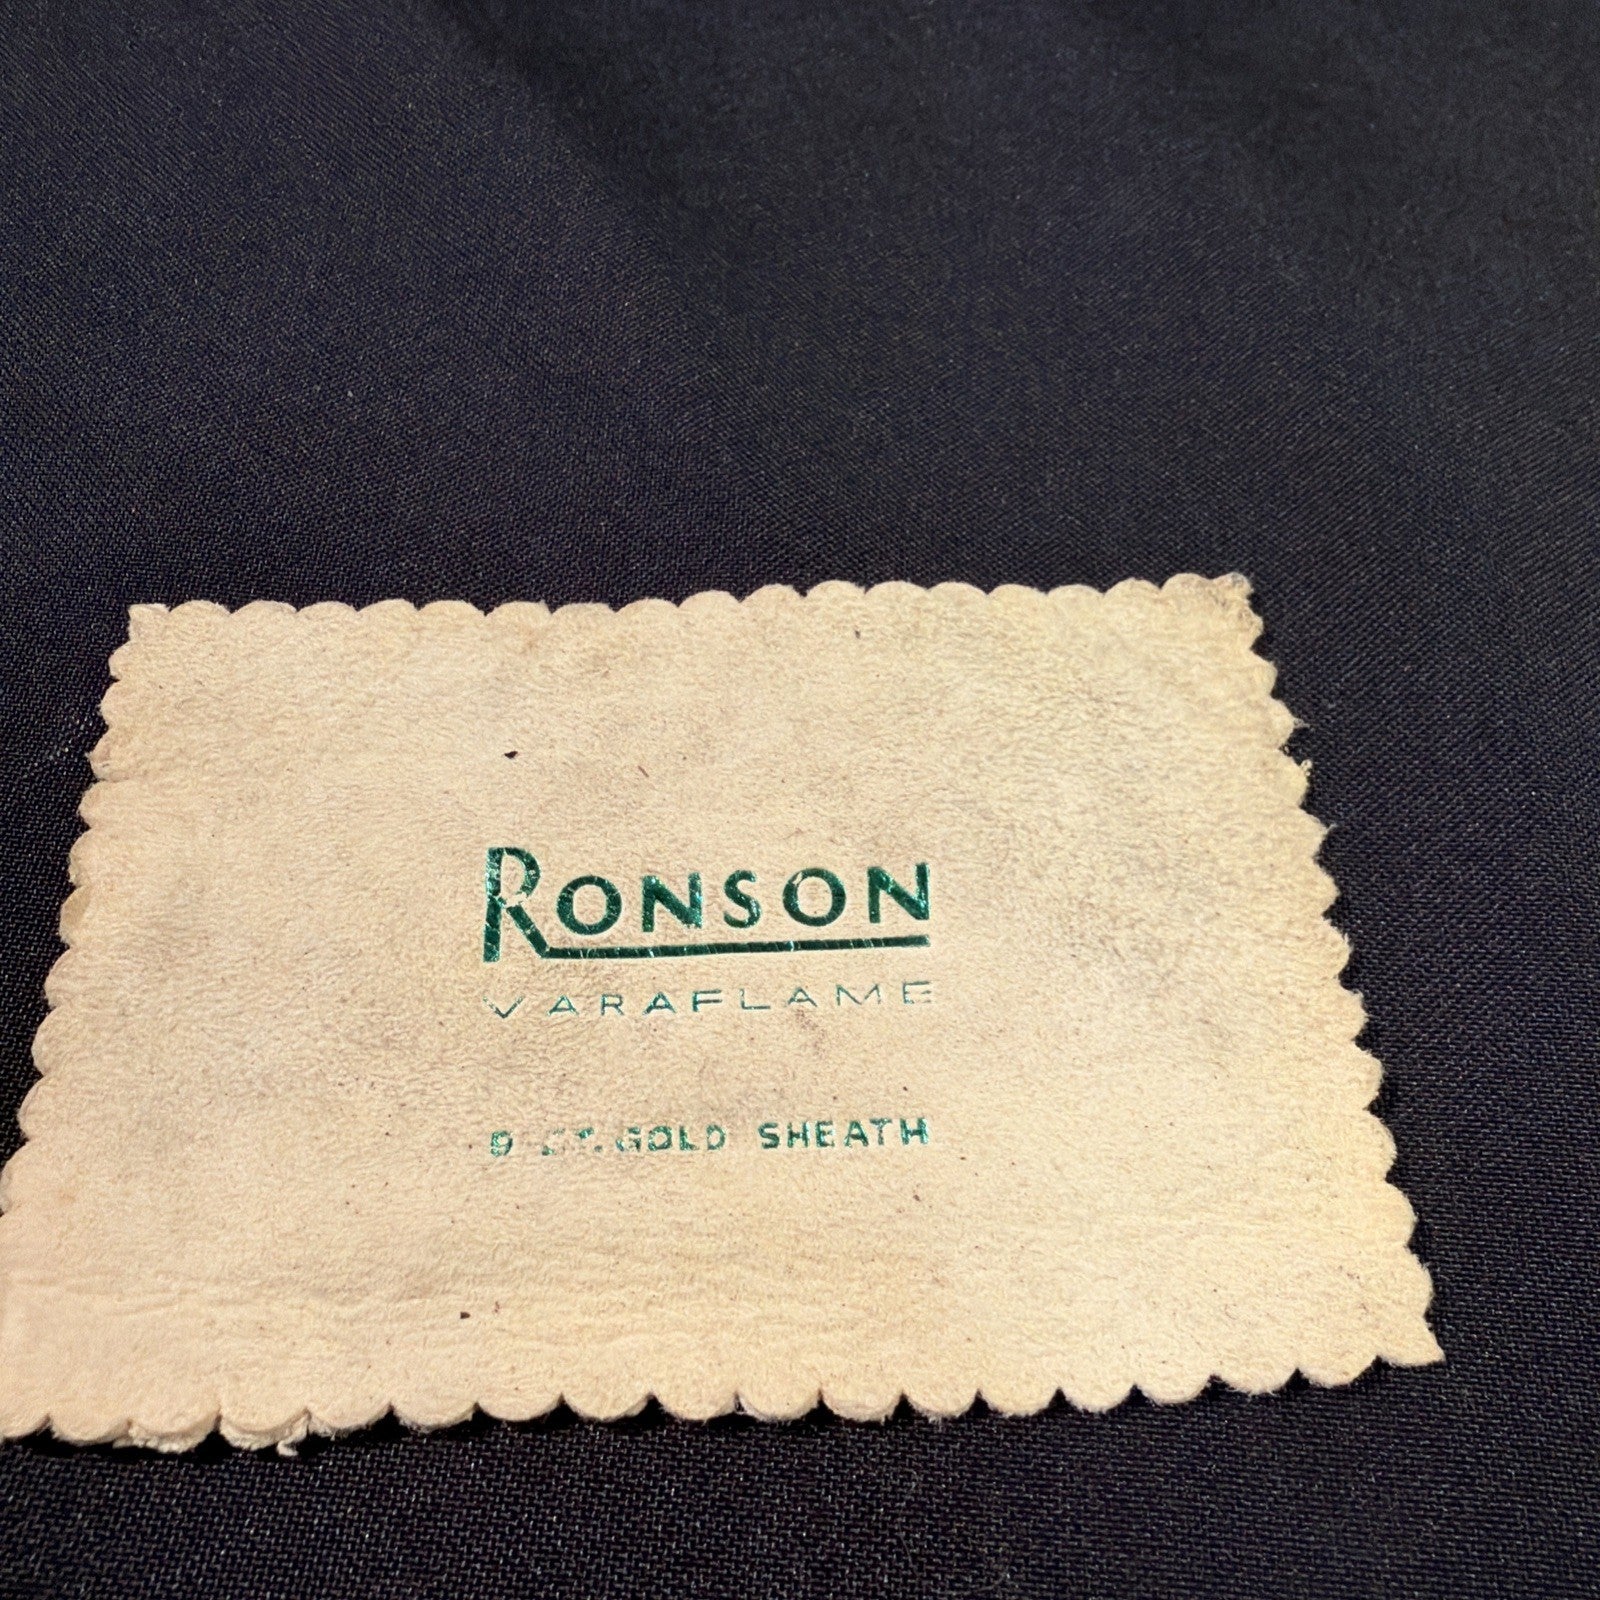 RONSON
VARAFLAME
9 CT. GOLD SHEATH